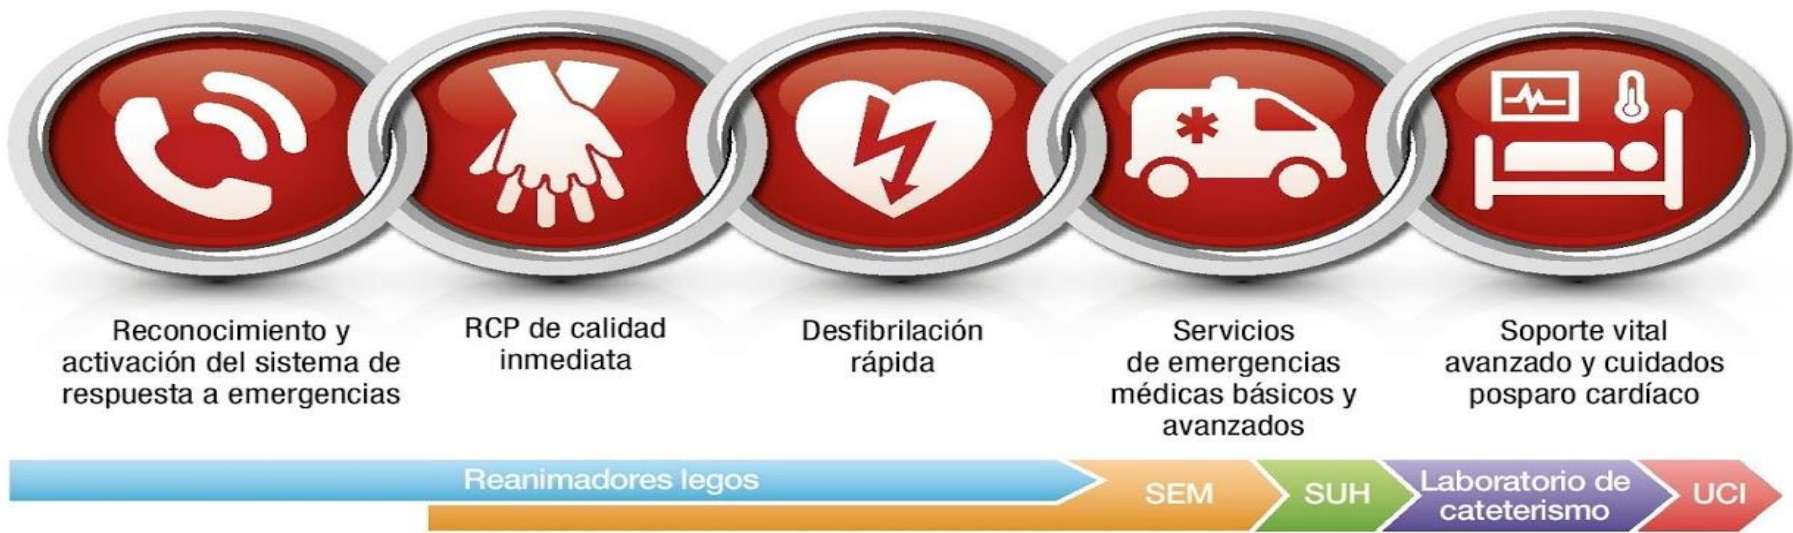 Reconocimiento y
activación del sistema de
respuesta a emergencias
RCP de calidad
inmediata
Desfibrilación
rápida
Servicios
de emergencias
médicas básicos y
avanzados
Soporte vital
avanzado y cuidados
posparo cardíaco
Reanimadores legos
SEM
SUH
Laboratorio de
cateterismo
UCI